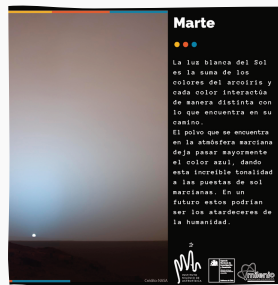 Marte
La luz blanca del Sol
es la suma de los
colores del arcoíris y
cada color interactúa
de manera distinta con
lo que encuentra en su
camino.
El polvo que se encuentra
en la atmósfera marciana
deja pasar mayormente
el color azul, dando
esta increíble tonalidad
a las puestas de sol
marcianas. En un
futuro estos podrían
ser los atardeceres de
la humanidad.
Crédito: NASA
milenio